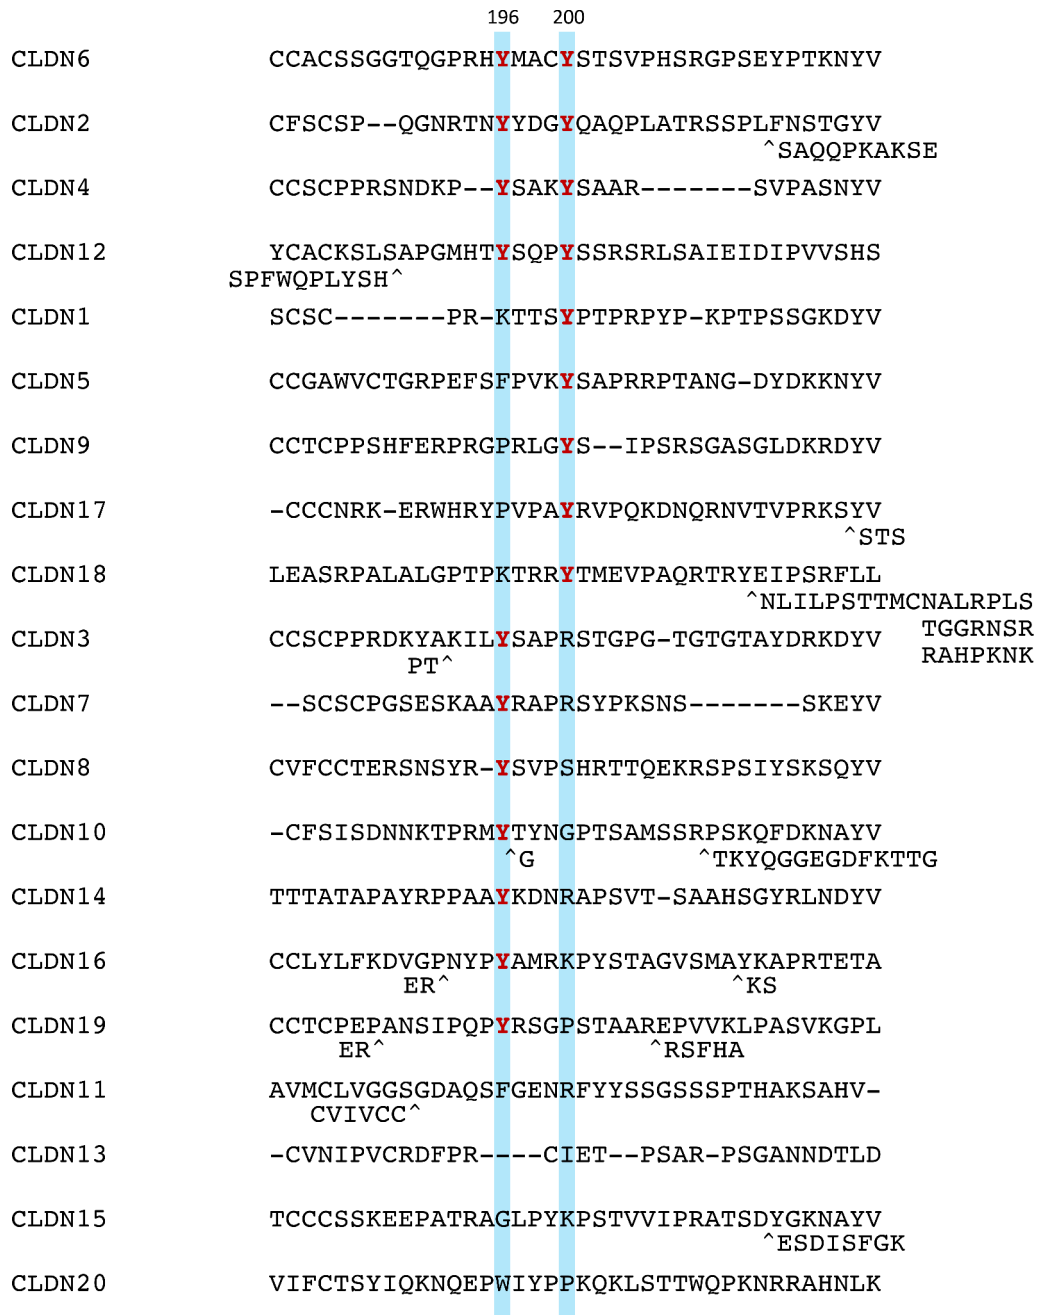 196 200
CLDN6 CCACSSGGTQGPRHYMACYSTSVPHSRGPSEYPTKNYV
CLDN2 CFSCSP--QGNRTNYYDGYQAQPLATRSSPLFNSTGYV
^SAQQPKAKSE
CLDN4 CCSCPPRSNDKP--YSAKYSAAR-------SVPASNYV
CLDN12 YCACKSLSAPGMHTYSQPYSSRSRLSAIEIDIPVVSHS
SPFWQPLYSH^
CLDN1 SCSC-------PR-KTTSYPTPRPYP-KPTPSSGKDYV
CLDN5 CCGAWVCTGRPEFSFPVKYSAPRRPTANG-DYDKKNYV
CLDN9 CCTCPPSHFERPRGPRLGYS--IPSRSGASGLDKRDYV
CLDN17 -CCCNRK-ERWHRYPVPAYRVPQKDNQRNVTVPRKSYV
^STS
CLDN18 LEASRPALALGPTPKTRRYTMEVPAQRTRYEIPSRFLL
^NLILPSTTMCNALRPLS
TGGRNSR
CLDN3 CCSCPPRDKYAKILYSAPRSTGPG-TGTGTAYDRKDYV
RAHPKNK
PT^
CLDN7 --SCSCPGSESKAAYRAPRSYPKSNS-------SKEYV
CLDN8 CVFCCTERSNSYR-YSVPSHRTTQEKRSPSIYSKSQYV
CLDN10 -CFSISDNNKTPRMYTYNGPTSAMSSRPSKQFDKNAYV
^G ^TKYQGGEGDFKTTG
CLDN14 TTTATAPAYRPPAAYKDNRAPSVT-SAAHSGYRLNDYV
CLDN16 CCLYLFKDVGPNYPYAMRKPYSTAGVSMAYKAPRTETA
ER^ ^KS
CLDN19 CCTCPEPANSIPQPYRSGPSTAAREPVVKLPASVKGPL
ER^ ^RSFHA
CLDN11 AVMCLVGGSGDAQSFGENRFYYSSGSSSPTHAKSAHV-
CVIVCC^
CLDN13 -CVNIPVCRDFPR----CIET--PSAR-PSGANNDTLD
CLDN15 TCCCSSKEEPATRAGLPYKPSTVVIPRATSDYGKNAYV
^ESDISFGK
CLDN20 VIFCTSYIQKNQEPWIYPPKQKLSTTWQPKNRRAHNLK